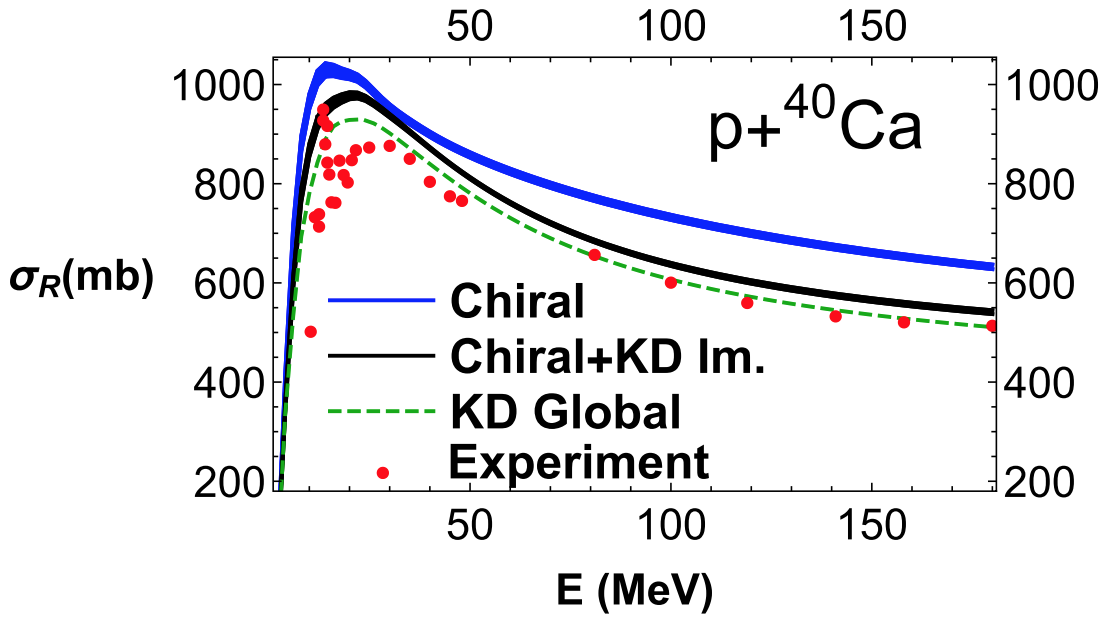 50 100 150
1000 1000
p+⁴⁰Ca
800 800
σR(mb)
600 600
Chiral
Chiral+KD Im.
400 400
KD Global
Experiment
200 200
50 100 150
E (MeV)